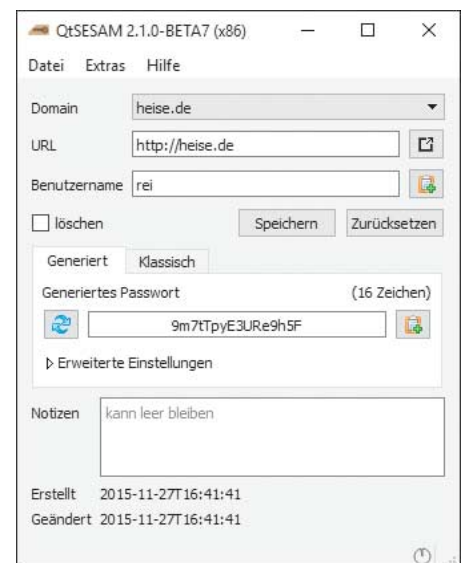 QtSESAM 2.1.0-BETA7 (x86)
Datei Extras Hilfe
Domain heise.de
URL http://heise.de
Benutzername rei
löschen Speichern Zurücksetzen
Generiert Klassisch
Generiertes Passwort (16 Zeichen)
9m7tTpyE3URe9h5F
Erweiterte Einstellungen
Notizen kann leer bleiben
Erstellt 2015-11-27T16:41:41
Geändert 2015-11-27T16:41:41